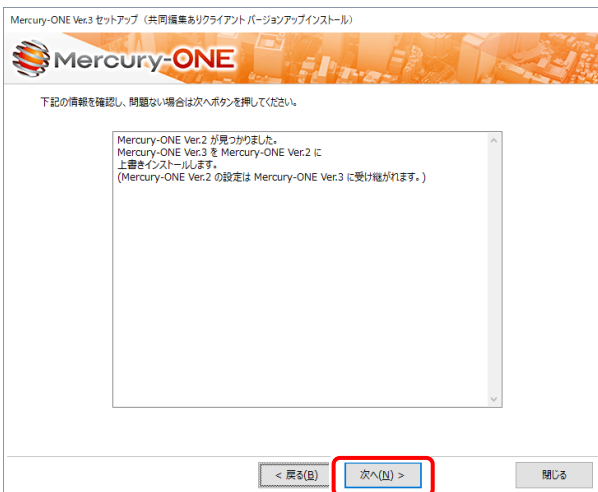 Mercury-ONE Ver.3 セットアップ（共同編集ありクライアント バージョンアップインストール）
Mercury-ONE
下記の情報を確認し、問題ない場合は次へボタンを押してください。
Mercury-ONE Ver.2 が見つかりました。
Mercury-ONE Ver.3 を Mercury-ONE Ver.2 に
上書きインストールします。
(Mercury-ONE Ver.2 の設定は Mercury-ONE Ver.3 に受け継がれます。)
< 戻る(B)
次へ(N) >
閉じる